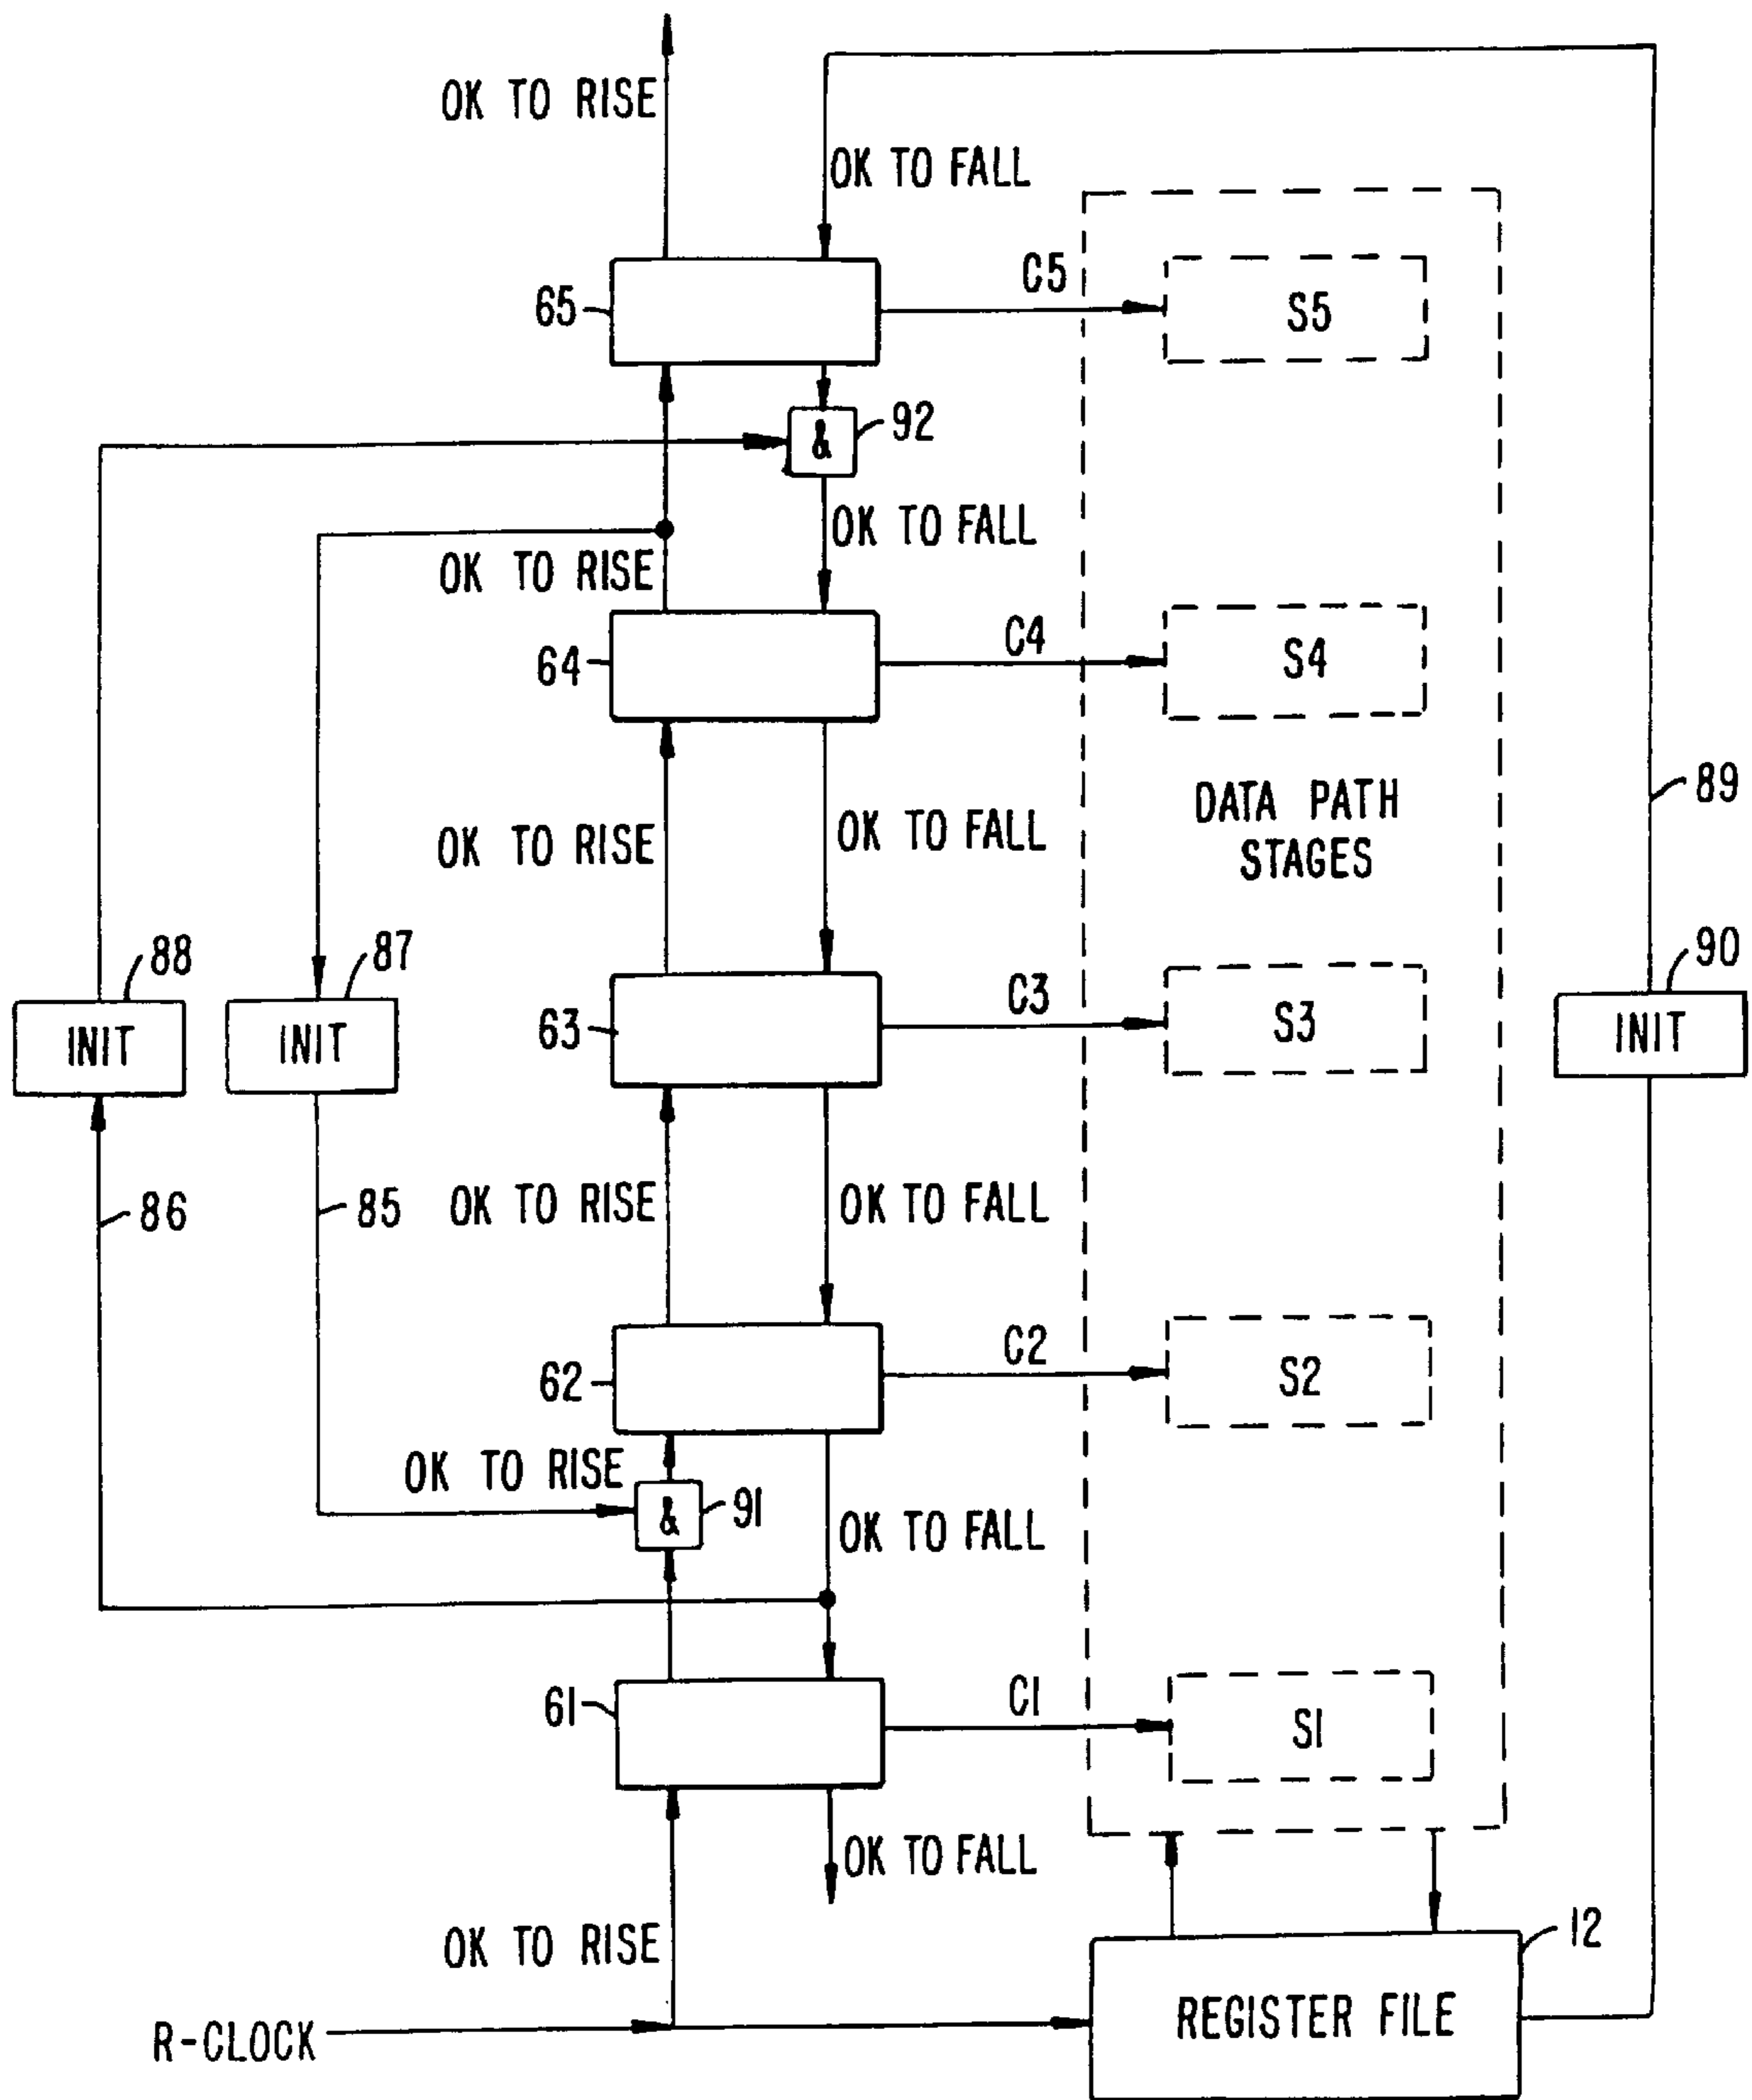 OK TO RISE
OK TO FALL
C5
65
S5
92
&
OK TO FALL
OK TO RISE
C4
64
S4
DATA PATH
STAGES
89
OK TO RISE
OK TO FALL
88
87
90
INIT
INIT
C3
63
S3
INIT
86
85
OK TO RISE
OK TO FALL
C2
62
S2
OK TO RISE
&
91
OK TO FALL
61
C1
S1
OK TO FALL
OK TO RISE
12
REGISTER FILE
R-CLOCK